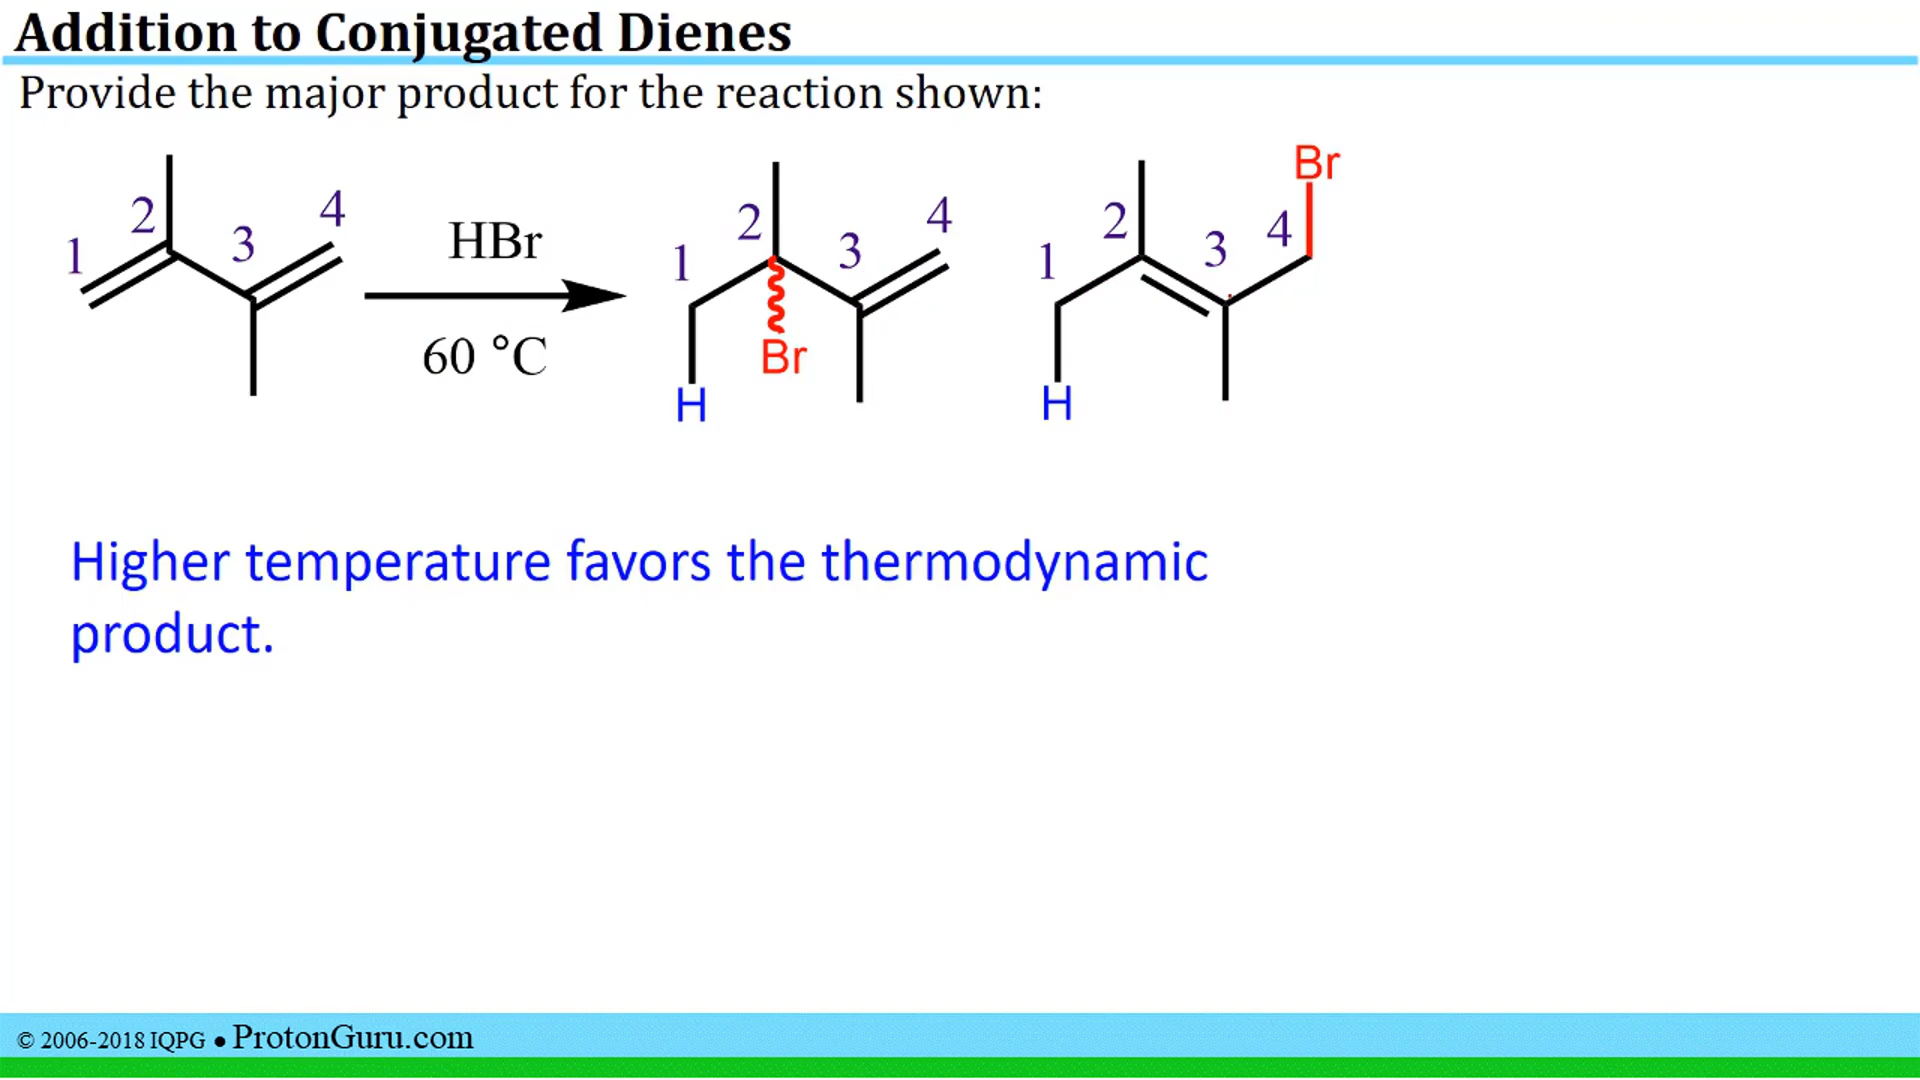 Addition to Conjugated Dienes
Provide the major product for the reaction shown:
1 2 3 4
HBr
60 °C
1 2 3 4
Br
H
1 2 3 4
Br
H
Higher temperature favors the thermodynamic
product.
© 2006-2018 IQPG ● ProtonGuru.com